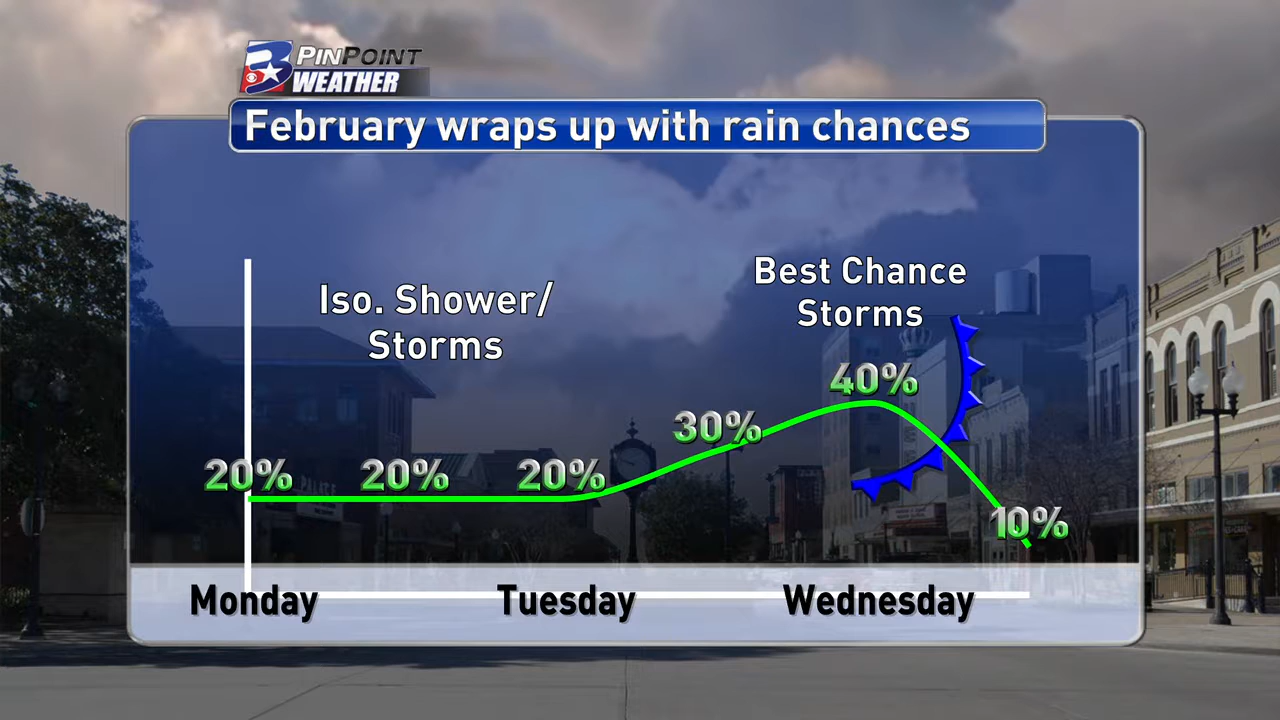 PINPOINT
WEATHER
February wraps up with rain chances
Iso. Shower/
Storms
Best Chance
Storms
20%
20%
20%
30%
40%
10%
Monday
Tuesday
Wednesday